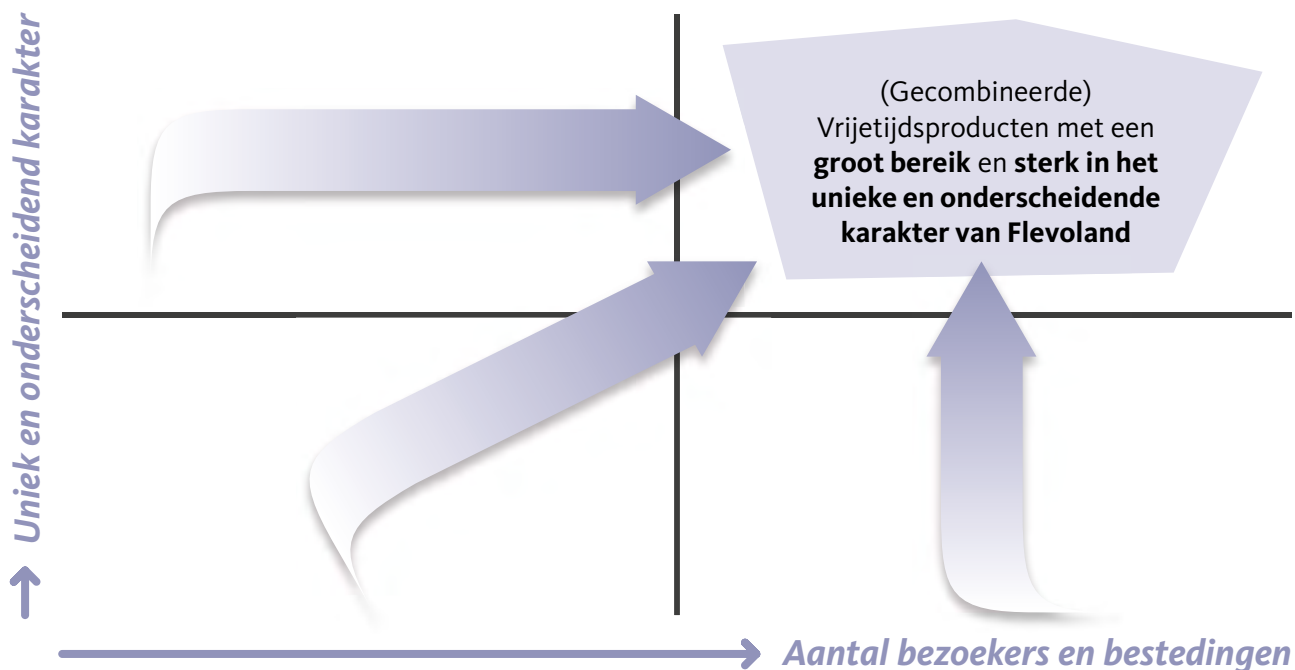 Uniek en onderscheidend karakter
(Gecombineerde)
Vrijetijdsproducten met een
groot bereik en sterk in het
unieke en onderscheidende
karakter van Flevoland
Aantal bezoekers en bestedingen